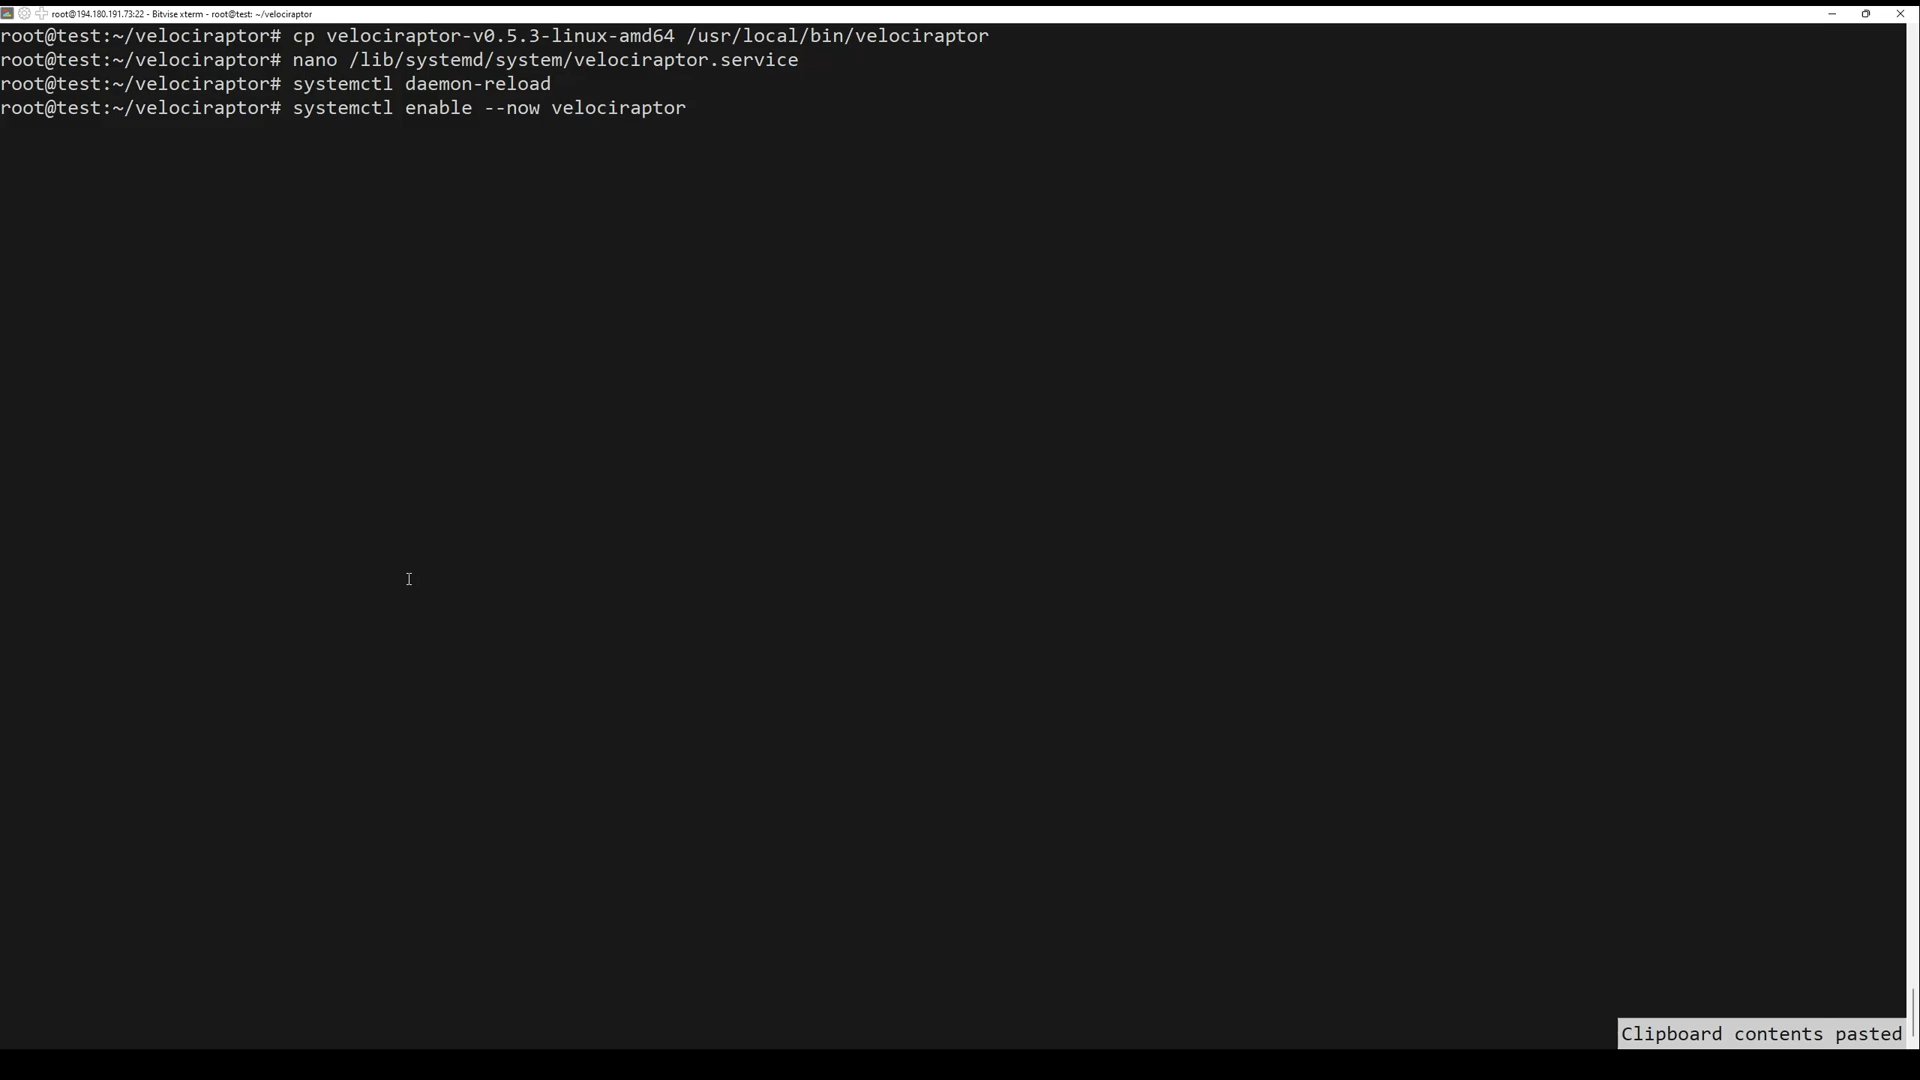 root@194.180.191.73:22 - Bitvise xterm - root@test: ~/velociraptor
root@test:~/velociraptor# cp velociraptor-v0.5.3-linux-amd64 /usr/local/bin/velociraptor
root@test:~/velociraptor# nano /lib/systemd/system/velociraptor.service
root@test:~/velociraptor# systemctl daemon-reload
root@test:~/velociraptor# systemctl enable --now velociraptor
Clipboard contents pasted